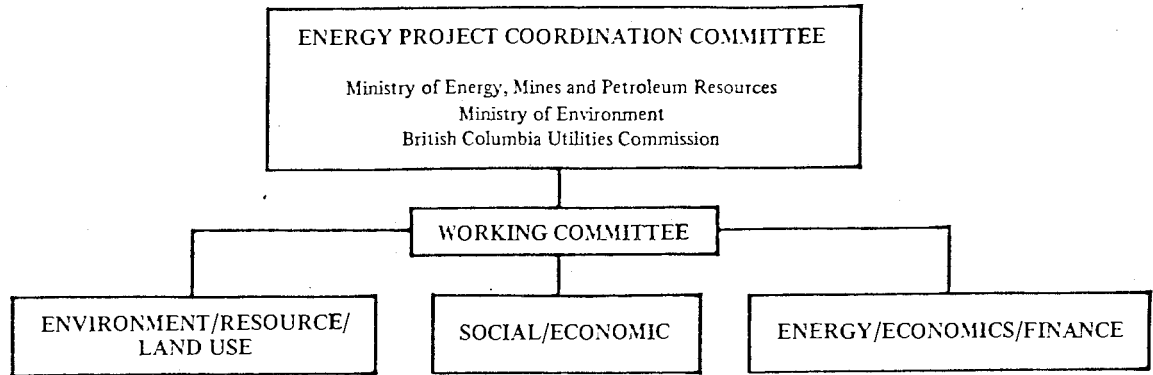 ENERGY PROJECT COORDINATION COMMITTEE
Ministry of Energy, Mines and Petroleum Resources
Ministry of Environment
British Columbia Utilities Commission
WORKING COMMITTEE
ENVIRONMENT/RESOURCE/
LAND USE
SOCIAL/ECONOMIC
ENERGY/ECONOMICS/FINANCE